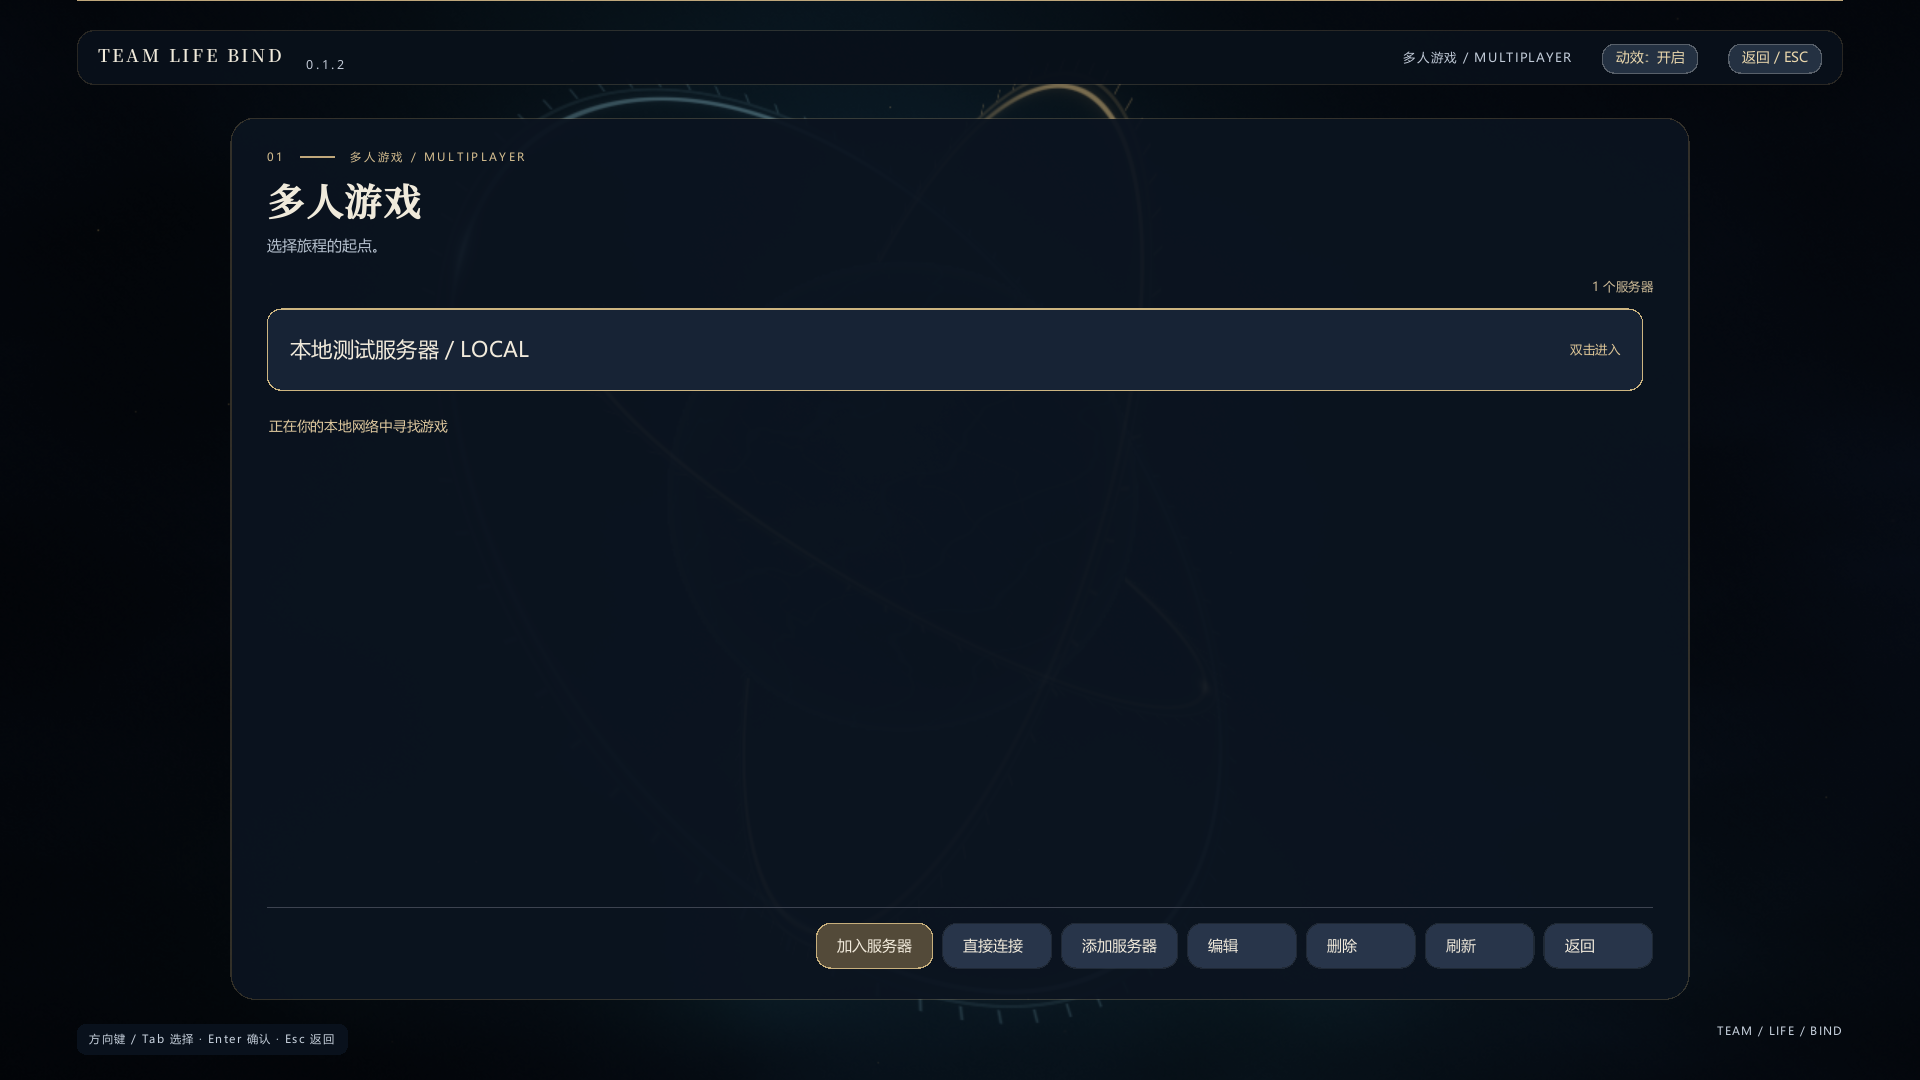 TEAM LIFE BIND 0.1.2
多人游戏 / MULTIPLAYER 动效：开启 返回 / ESC
01 多人游戏 / MULTIPLAYER
多人游戏
选择旅程的起点。
1 个服务器
本地测试服务器 / LOCAL 双击进入
正在你的本地网络中寻找游戏
加入服务器 直接连接 添加服务器 编辑 删除 刷新 返回
方向键 / Tab 选择 · Enter 确认 · Esc 返回
TEAM / LIFE / BIND